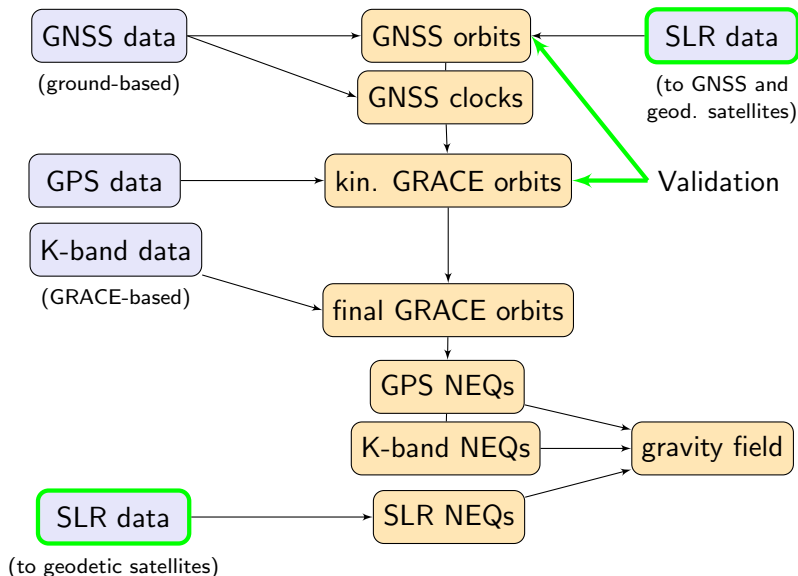 GNSS data
GNSS orbits
SLR data
(ground-based)
(to GNSS and
geod. satellites)
GNSS clocks
GPS data
kin. GRACE orbits
Validation
K-band data
(GRACE-based)
final GRACE orbits
GPS NEQs
K-band NEQs
gravity field
SLR data
SLR NEQs
(to geodetic satellites)